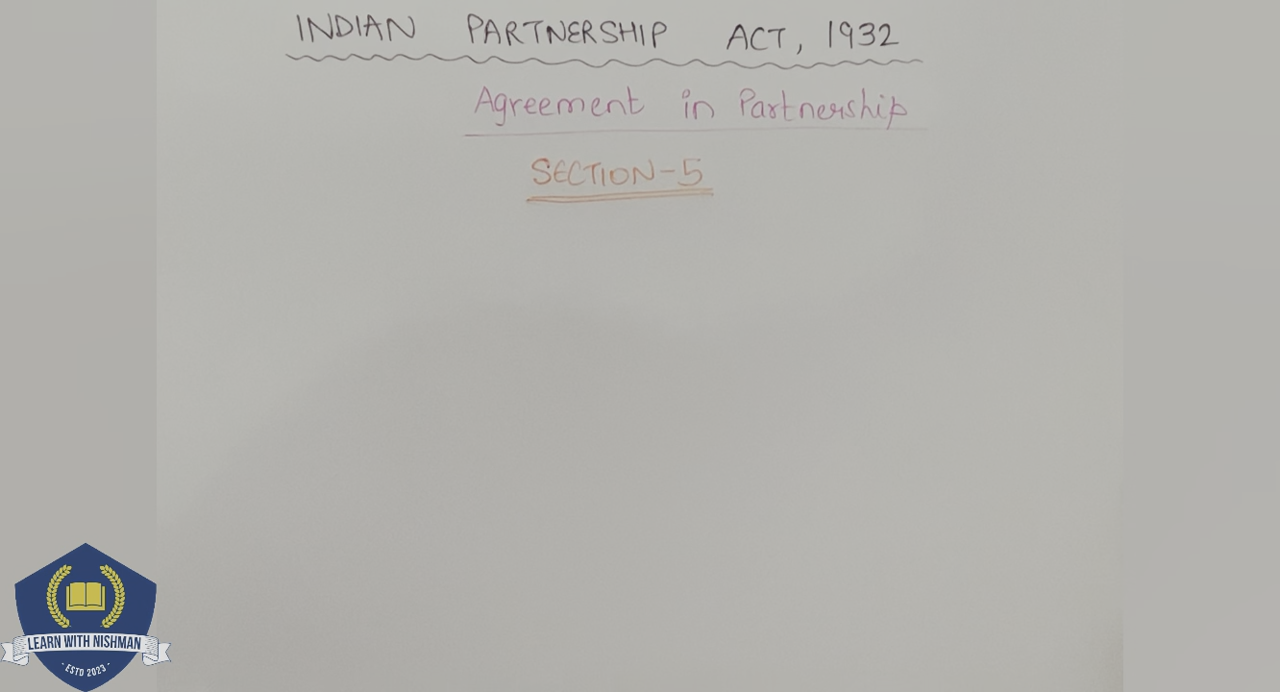 INDIAN PARTNERSHIP ACT, 1932
Agreement in Partnership
SECTION-5
LEARN WITH NISHMAN
- ESTD 2023 -